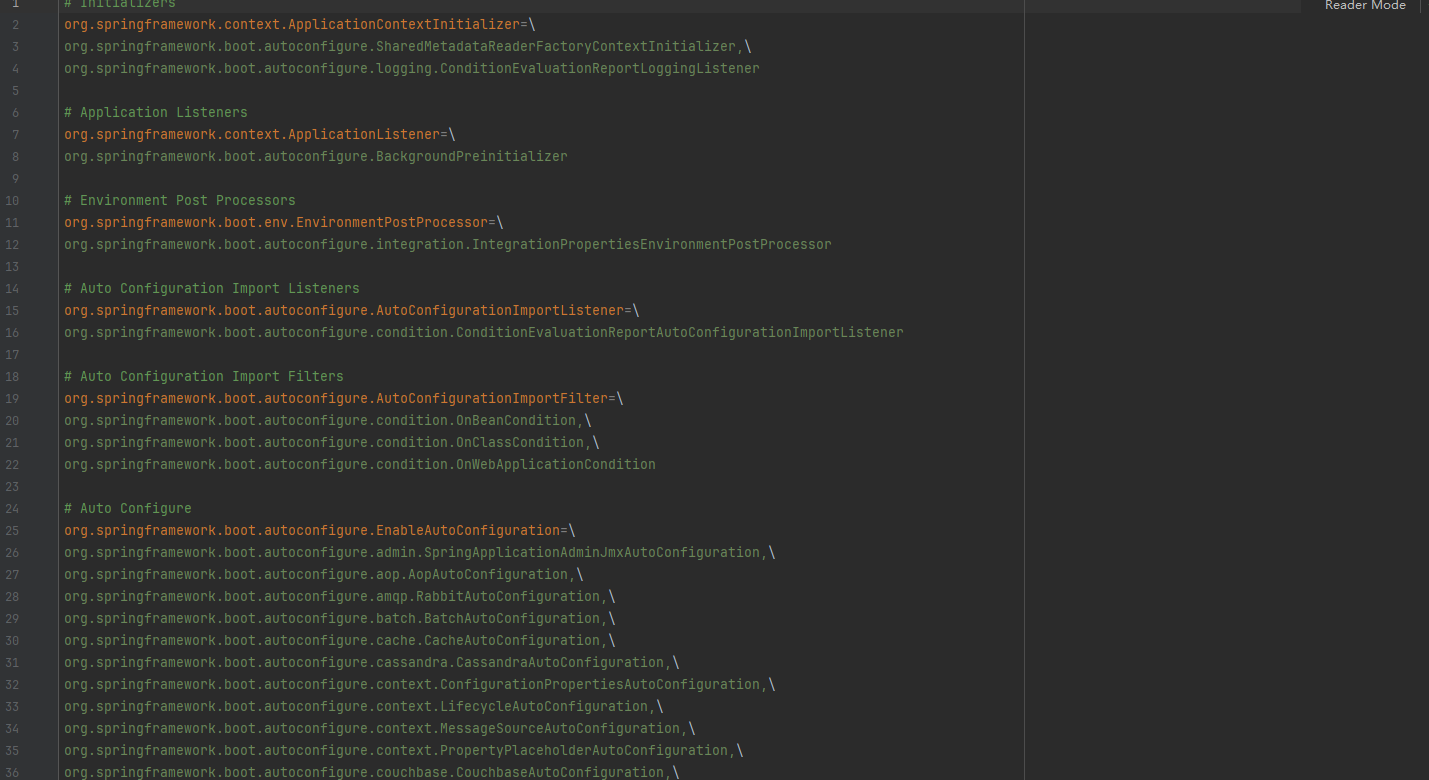 Reader Mode
1 # Initializers
2 org.springframework.context.ApplicationContextInitializer=\
3 org.springframework.boot.autoconfigure.SharedMetadataReaderFactoryContextInitializer,\
4 org.springframework.boot.autoconfigure.logging.ConditionEvaluationReportLoggingListener
5
6 # Application Listeners
7 org.springframework.context.ApplicationListener=\
8 org.springframework.boot.autoconfigure.BackgroundPreinitializer
9
10 # Environment Post Processors
11 org.springframework.boot.env.EnvironmentPostProcessor=\
12 org.springframework.boot.autoconfigure.integration.IntegrationPropertiesEnvironmentPostProcessor
13
14 # Auto Configuration Import Listeners
15 org.springframework.boot.autoconfigure.AutoConfigurationImportListener=\
16 org.springframework.boot.autoconfigure.condition.ConditionEvaluationReportAutoConfigurationImportListener
17
18 # Auto Configuration Import Filters
19 org.springframework.boot.autoconfigure.AutoConfigurationImportFilter=\
20 org.springframework.boot.autoconfigure.condition.OnBeanCondition,\
21 org.springframework.boot.autoconfigure.condition.OnClassCondition,\
22 org.springframework.boot.autoconfigure.condition.OnWebApplicationCondition
23
24 # Auto Configure
25 org.springframework.boot.autoconfigure.EnableAutoConfiguration=\
26 org.springframework.boot.autoconfigure.admin.SpringApplicationAdminJmxAutoConfiguration,\
27 org.springframework.boot.autoconfigure.aop.AopAutoConfiguration,\
28 org.springframework.boot.autoconfigure.amqp.RabbitAutoConfiguration,\
29 org.springframework.boot.autoconfigure.batch.BatchAutoConfiguration,\
30 org.springframework.boot.autoconfigure.cache.CacheAutoConfiguration,\
31 org.springframework.boot.autoconfigure.cassandra.CassandraAutoConfiguration,\
32 org.springframework.boot.autoconfigure.context.ConfigurationPropertiesAutoConfiguration,\
33 org.springframework.boot.autoconfigure.context.LifecycleAutoConfiguration,\
34 org.springframework.boot.autoconfigure.context.MessageSourceAutoConfiguration,\
35 org.springframework.boot.autoconfigure.context.PropertyPlaceholderAutoConfiguration,\
36 org.springframework.boot.autoconfigure.couchbase.CouchbaseAutoConfiguration,\